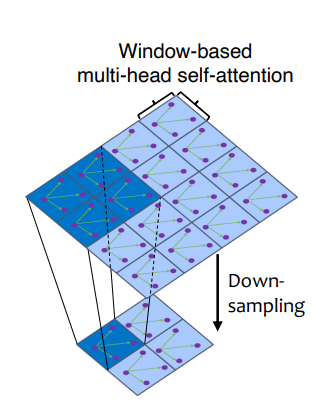 Window-based
multi-head self-attention
Down-
sampling